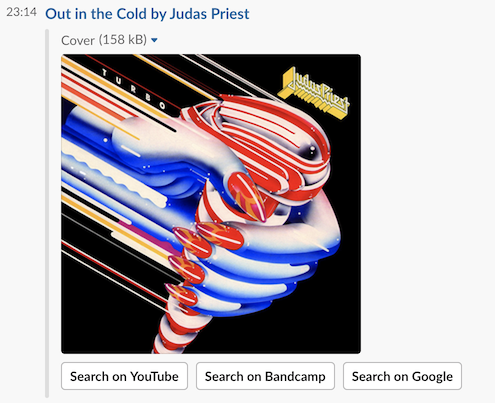 23:14 Out in the Cold by Judas Priest
Cover (158 kB)
TURBO
Judas Priest
Search on YouTube Search on Bandcamp Search on Google